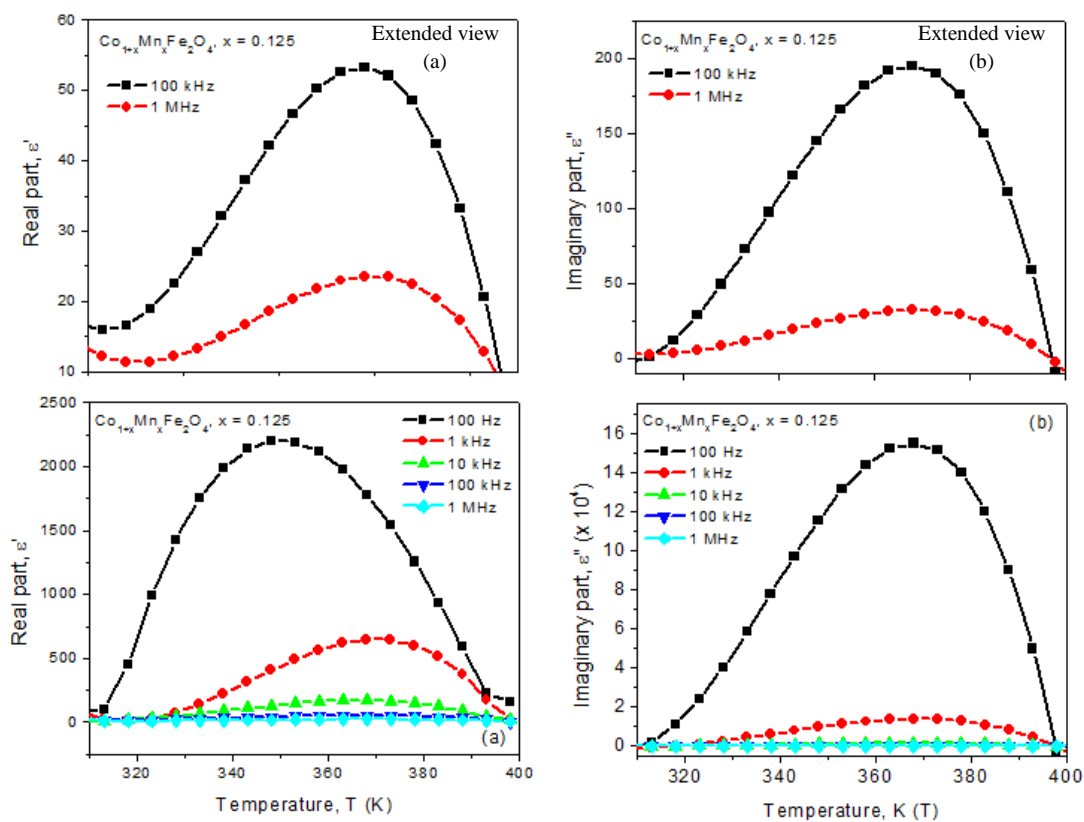 Co1+xMnxFe2O4, x = 0.125
Extended view
(a)
100 kHz
1 MHz
Real part, ε'
60
50
40
30
20
10
Co1+xMnxFe2O4, x = 0.125
Extended view
(b)
100 kHz
1 MHz
Imaginary part, ε''
200
150
100
50
0
Co1+xMnxFe2O4, x = 0.125
100 Hz
1 kHz
10 kHz
100 kHz
1 MHz
Real part, ε'
2500
2000
1500
1000
500
0
(a)
320 340 360 380 400
Temperature, T (K)
Co1+xMnxFe2O4, x = 0.125
(b)
100 Hz
1 kHz
10 kHz
100 kHz
1 MHz
Imaginary part, ε'' (x 10^4)
16
14
12
10
8
6
4
2
0
320 340 360 380 400
Temperature, K (T)